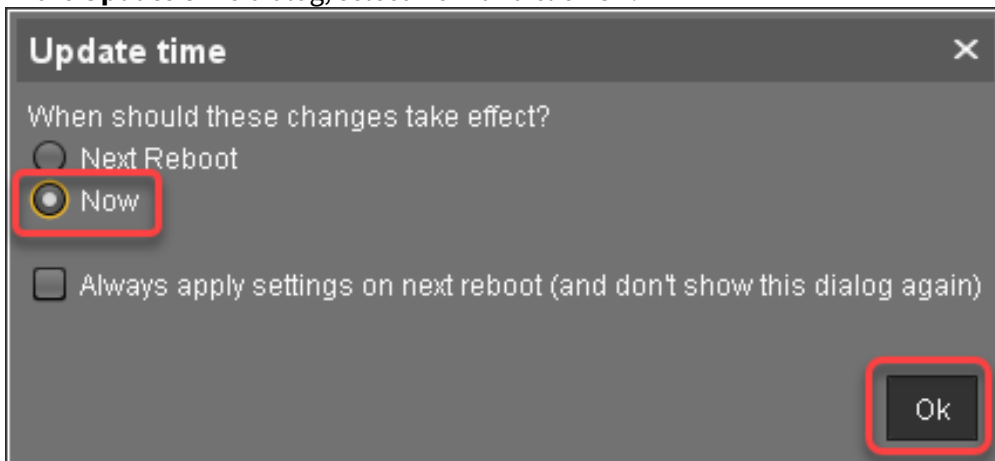 Update time
When should these changes take effect?
Next Reboot
Now
Always apply settings on next reboot (and don't show this dialog again)
Ok